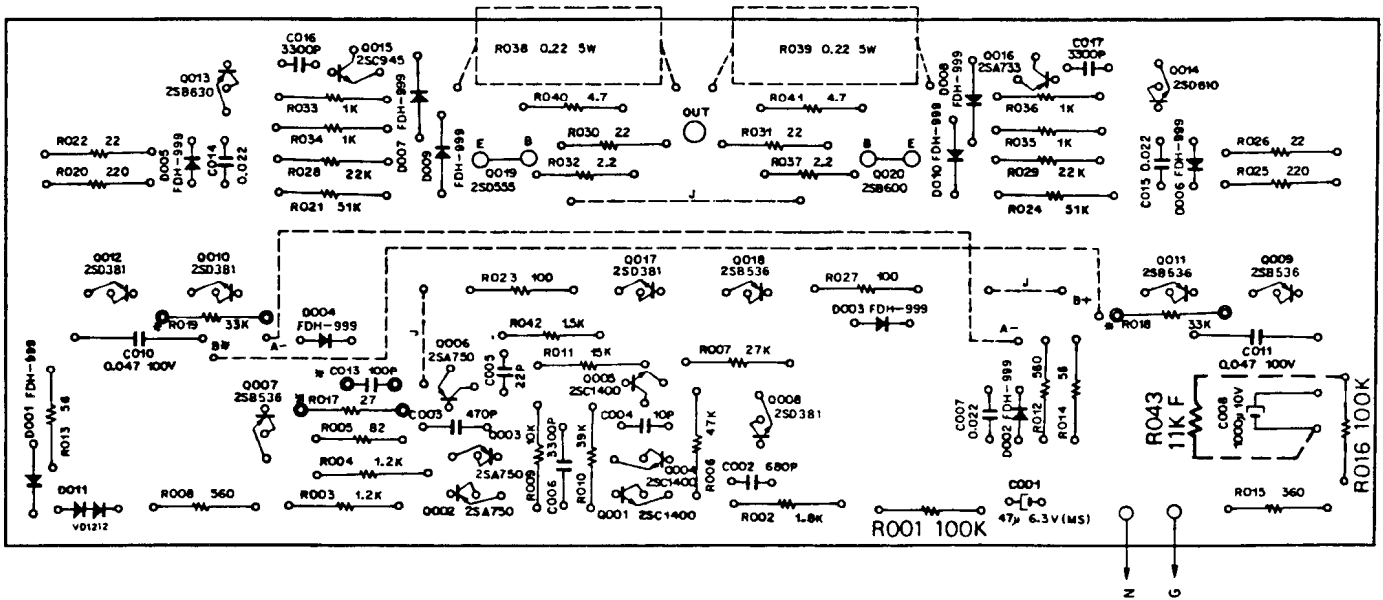 C016
3300P
Q015
2SC945
R038 0.22 5W
R039 0.22 5W
Q016
2SA733
C017
3300P
Q013
2SB630
D008
FDH-999
Q014
2SD610
R033 1K
FDH-999
D007
R040 4.7
OUT
R041 4.7
R036 1K
R022 22
D005
FDH-999
C014
0.022
R034 1K
D009
FDH-999
E
B
R030 22
R031 22
B
E
D010 FDH-999
R035 1K
C015 0.022
D006 FDH-999
R026 22
R020 220
R028 22K
Q019
2SD555
R032 2.2
R037 2.2
Q020
2SB600
R029 22K
R025 220
R021 51K
J
R024 51K
Q012
2SD381
Q010
2SD381
R023 100
Q017
2SD381
Q018
2SB536
R027 100
J
B+
Q011
2SB536
Q009
2SB536
* R019 33K
A-
D004
FDH-999
J
D003 FDH-999
A-
* R018 33K
C010
0.047 100V
B*
Q006
2SA750
R042 1.5K
C005
22P
R011 15K
R007 27K
C011
0.047 100V
D001 FDH-999
R013 56
* C013 100P
Q005
2SC1400
Q007
2SB536
* R017 27
C003 470P
C004 10P
R006 47K
Q008
2SD381
C007
0.022
D002 FDH-999
R012 560
R014 56
R043
11K F
C008
1000μ 10V
R016 100K
R005 82
Q003
2SA750
R009 10K
C006 3300P
R010 39K
Q004
2SC1400
C002 680P
R004 1.2K
D011
VD1212
R008 560
R003 1.2K
Q002 2SA750
Q001 2SC1400
R002 1.8K
R001 100K
C001
47μ 6.3V(MS)
R015 360
N
G